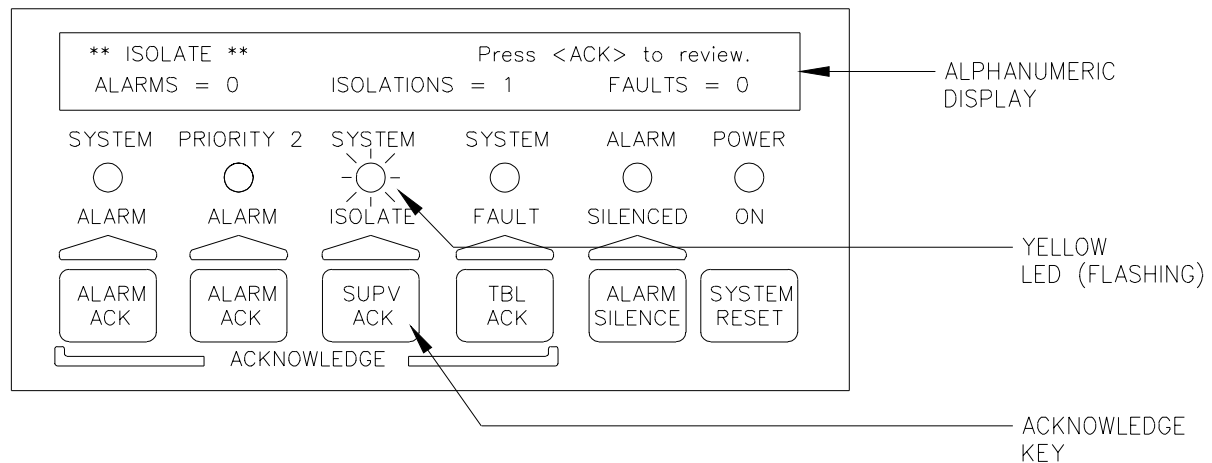 ** ISOLATE ** Press <ACK> to review.
ALARMS = 0 ISOLATIONS = 1 FAULTS = 0
ALPHANUMERIC
DISPLAY
SYSTEM PRIORITY 2 SYSTEM SYSTEM ALARM POWER
ALARM ALARM ISOLATE FAULT SILENCED ON
YELLOW
LED (FLASHING)
ALARM ALARM SUPV TBL ALARM SYSTEM
ACK ACK ACK ACK SILENCE RESET
ACKNOWLEDGE
ACKNOWLEDGE
KEY